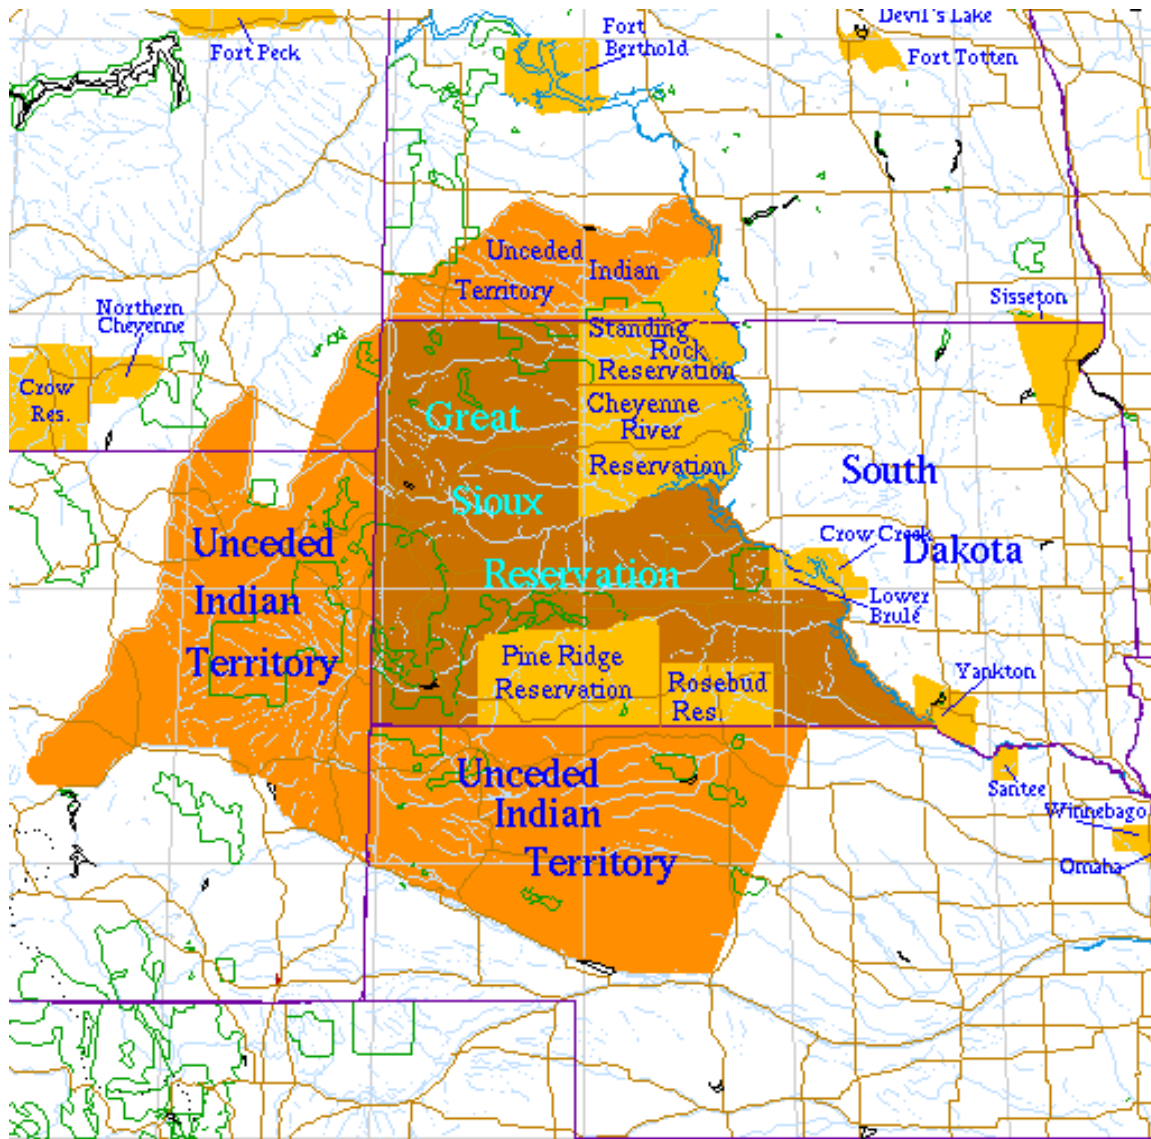 Devil's Lake
Fort
Berthold
Fort Peck
Fort Totten
Unceded
Indian
Territory
Northern
Cheyenne
Sisseton
Standing
Rock
Reservation
Crow
Res.
Great
Cheyenne
River
Reservation
South
Sioux
Dakota
Crow Creek
Unceded
Indian
Territory
Reservation
Lower
Brulé
Pine Ridge
Reservation
Rosebud
Res.
Yankton
Unceded
Indian
Territory
Santee
Winnebago
Omaha